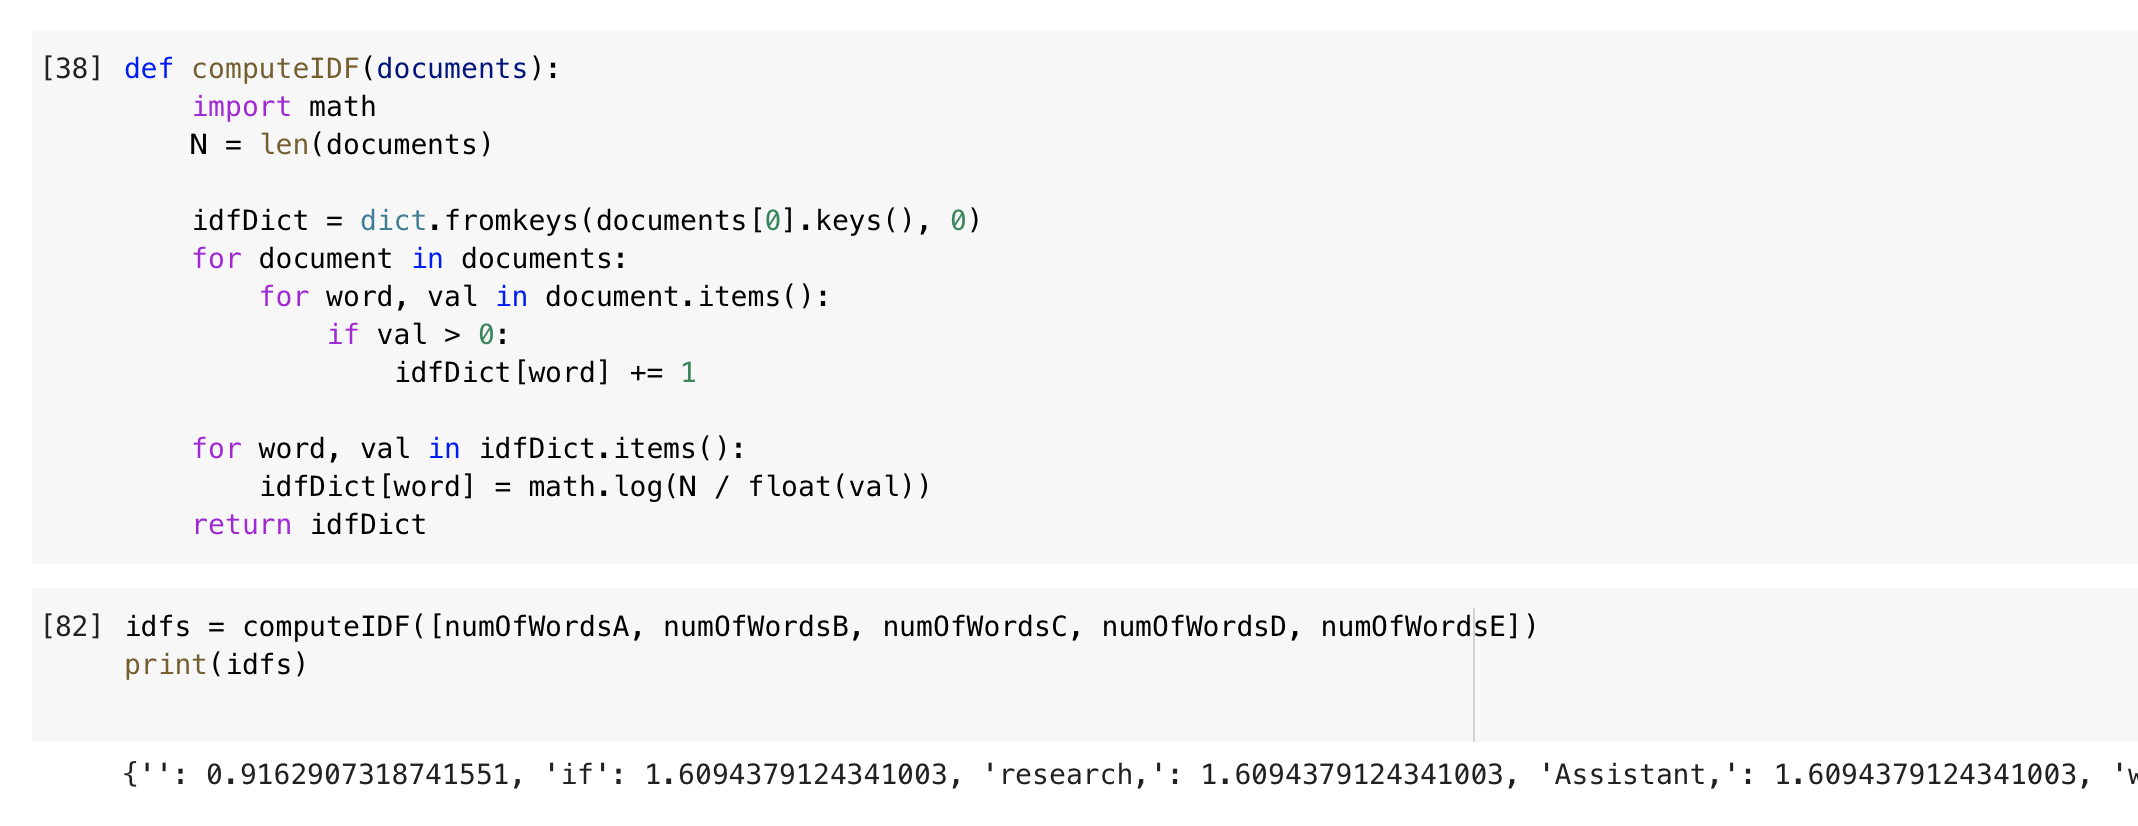 [38] def computeIDF(documents):
    import math
    N = len(documents)
    idfDict = dict.fromkeys(documents[0].keys(), 0)
    for document in documents:
        for word, val in document.items():
            if val > 0:
                idfDict[word] += 1
    for word, val in idfDict.items():
        idfDict[word] = math.log(N / float(val))
    return idfDict
[82] idfs = computeIDF([numOfWordsA, numOfWordsB, numOfWordsC, numOfWordsD, numOfWordsE])
print(idfs)
{'': 0.9162907318741551, 'if': 1.6094379124341003, 'research,': 1.6094379124341003, 'Assistant,': 1.6094379124341003, 'w